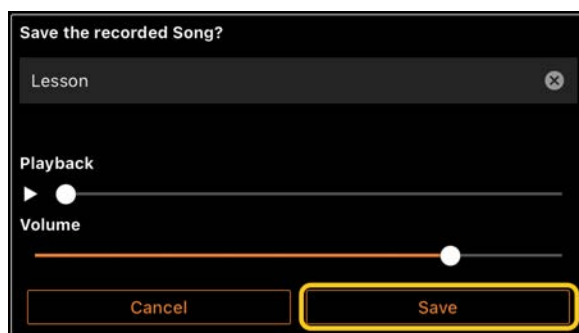 Save the recorded Song?
Lesson
Playback
Volume
Cancel Save